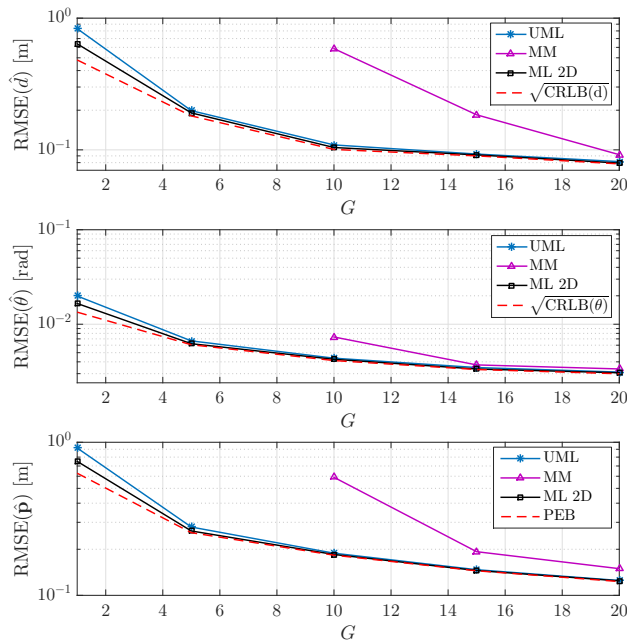 10^0
10^{-1}
RMSE(\hat{d}) [m]
UML
MM
ML 2D
√CRLB(d)
2 4 6 8 10 12 14 16 18 20
G
10^{-1}
10^{-2}
RMSE(\hat{θ}) [rad]
UML
MM
ML 2D
√CRLB(θ)
2 4 6 8 10 12 14 16 18 20
G
10^0
10^{-1}
RMSE(\hat{p}) [m]
UML
MM
ML 2D
PEB
2 4 6 8 10 12 14 16 18 20
G